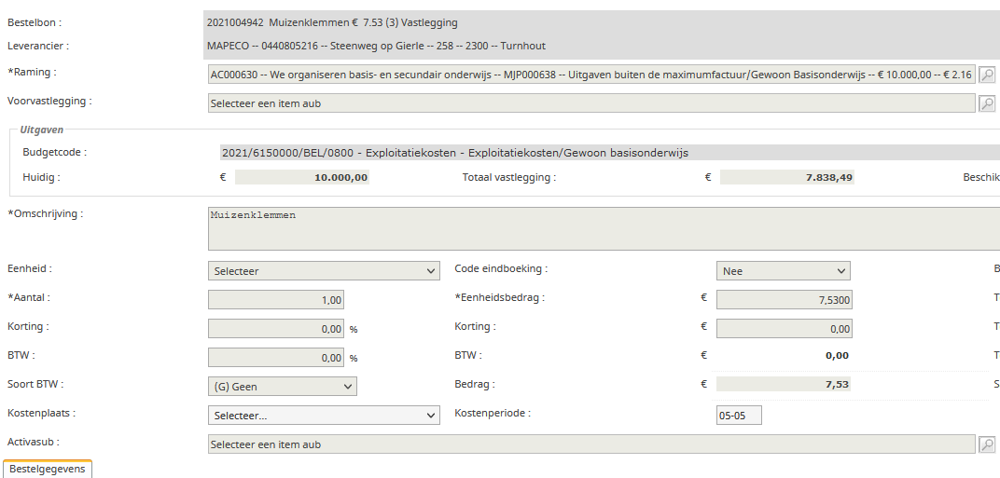 Bestelbon : 2021004942 Muizenklemmen € 7.53 (3) Vastlegging
Leverancier : MAPECO -- 0440805216 -- Steenweg op Gierle -- 258 -- 2300 -- Turnhout
*Raming : AC000630 -- We organiseren basis- en secundair onderwijs -- MJP000638 -- Uitgaven buiten de maximumfactuur/Gewoon Basisonderwijs -- € 10.000,00 -- € 2.16
Voorvastlegging : Selecteer een item aub
Uitgaven
Budgetcode : 2021/6150000/BEL/0800 - Exploitatiekosten - Exploitatiekosten/Gewoon basisonderwijs
Huidig : € 10.000,00 Totaal vastlegging : € 7.838,49 Beschik
*Omschrijving : Muizenklemmen
Eenheid : Selecteer Code eindboeking : Nee B
*Aantal : 1,00 *Eenheidsbedrag : € 7,5300 T
Korting : 0,00 % Korting : € 0,00 T
BTW : 0,00 % BTW : € 0,00 T
Soort BTW : (G) Geen Bedrag : € 7,53 S
Kostenplaats : Selecteer... Kostenperiode : 05-05
Activasub : Selecteer een item aub
Bestelgegevens